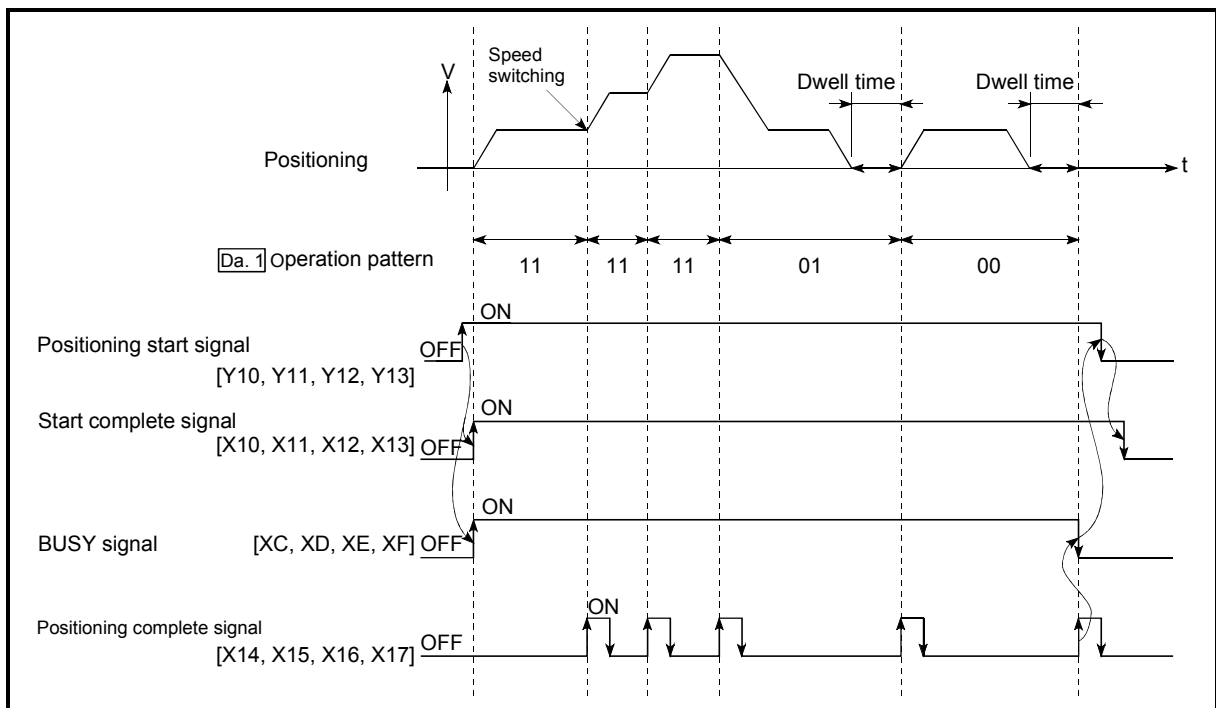 Speed
switching
V
Dwell time
Dwell time
Positioning
t
Da. 1 Operation pattern
11
11
11
01
00
ON
Positioning start signal
OFF
[Y10, Y11, Y12, Y13]
ON
Start complete signal
[X10, X11, X12, X13] OFF
ON
BUSY signal [XC, XD, XE, XF] OFF
ON
Positioning complete signal
OFF
[X14, X15, X16, X17]